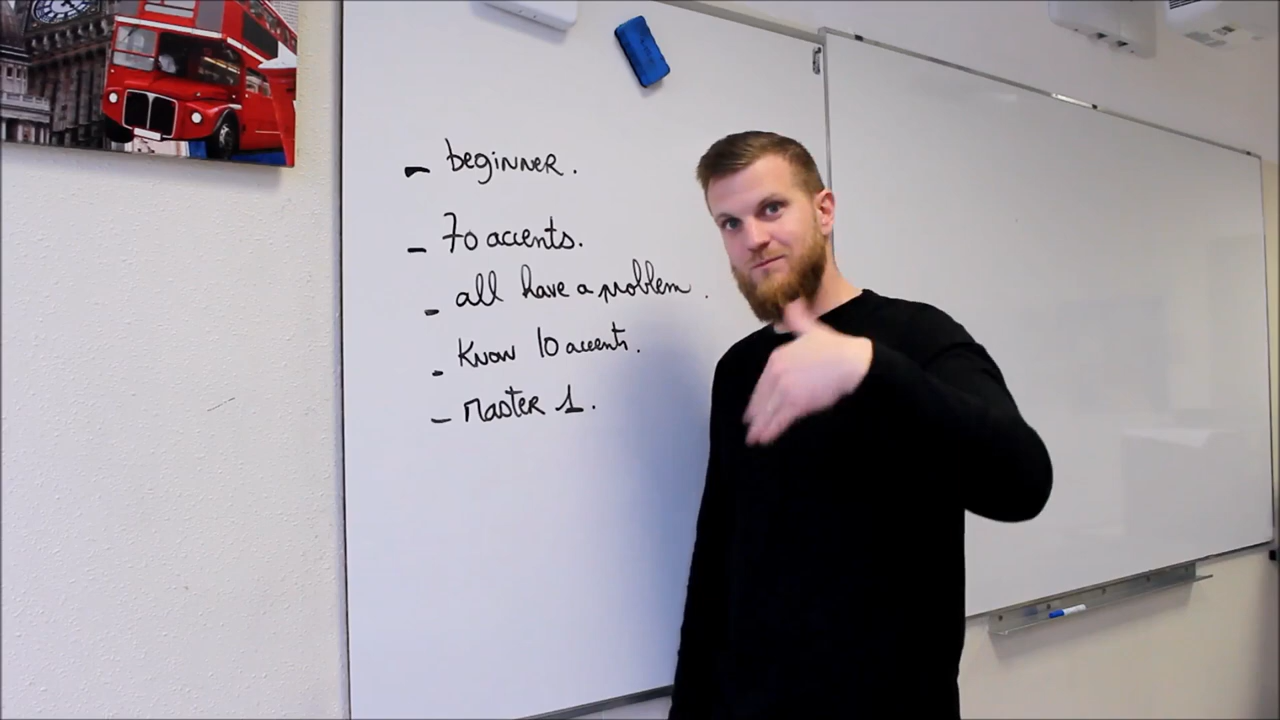 - beginner.
- 70 accents.
- all have a problem.
- Know 10 accents.
- Master 1.